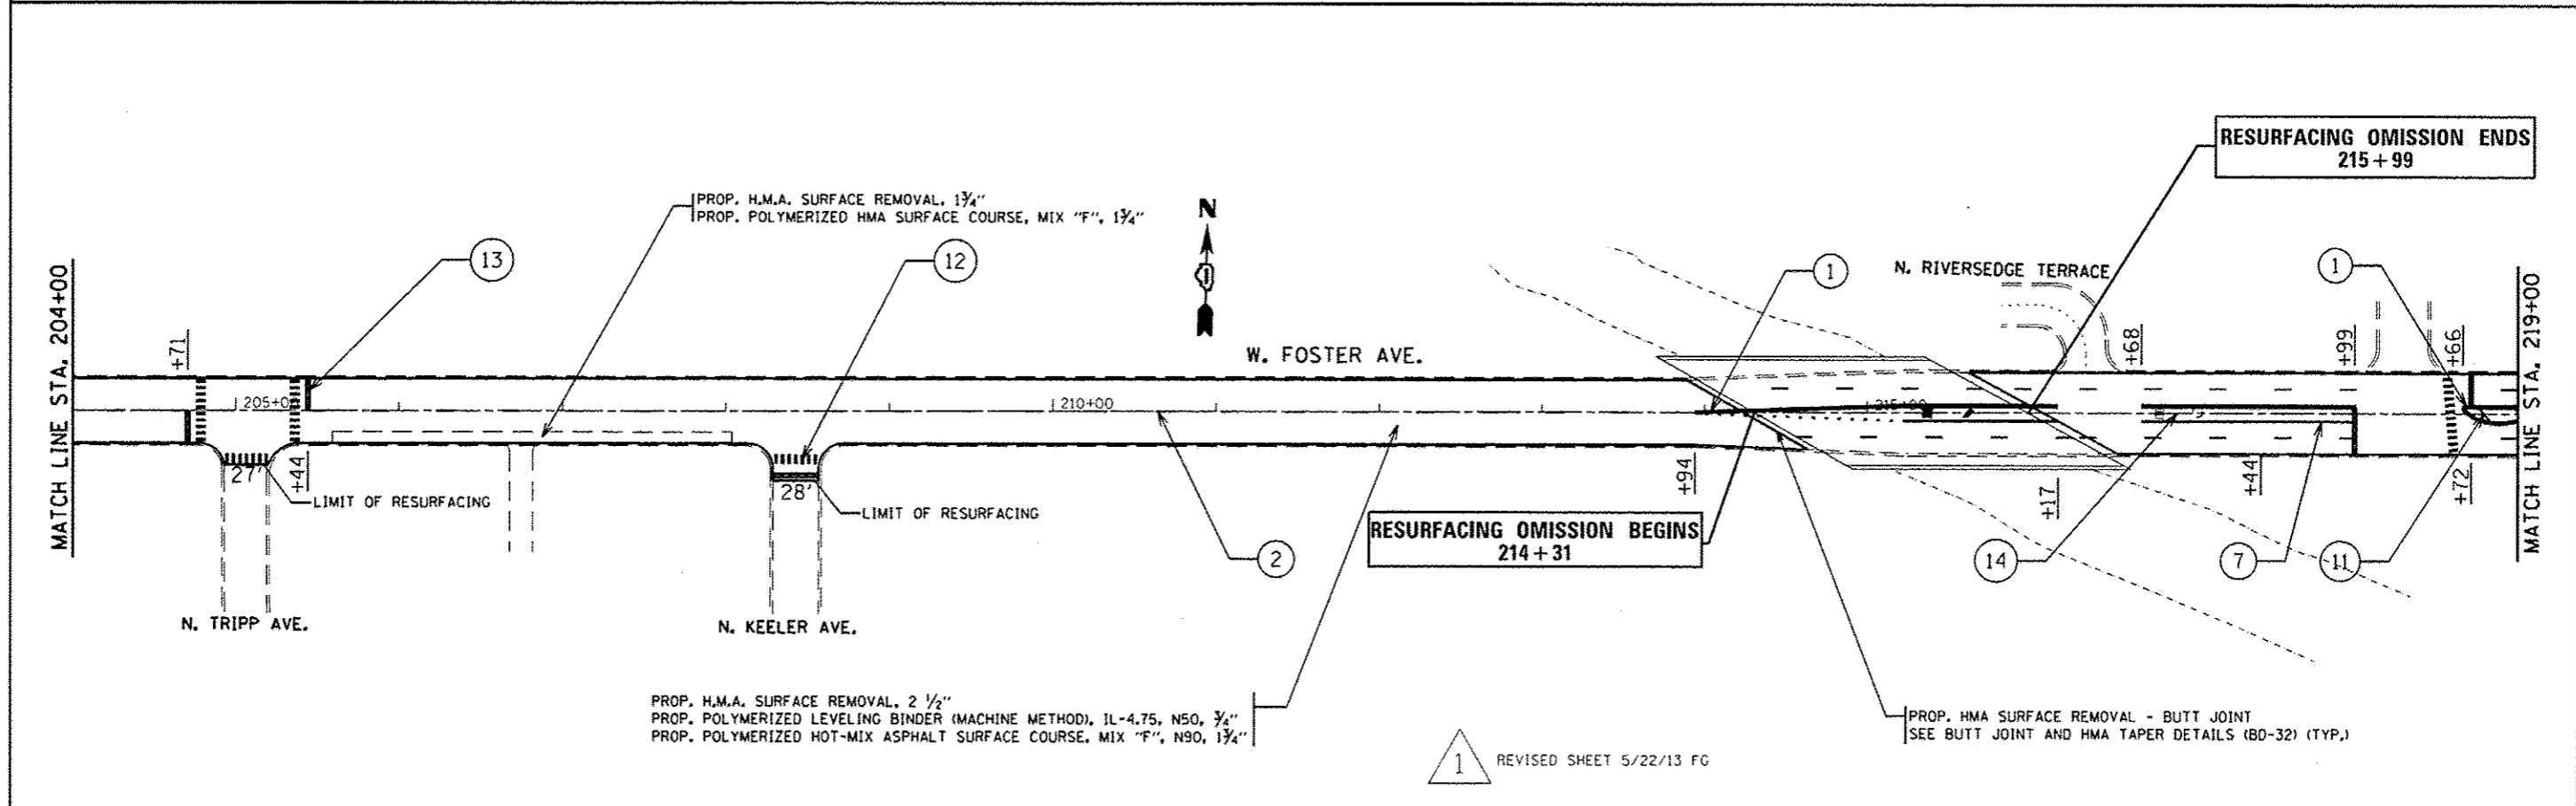 RESURFACING OMISSION ENDS
215+99
PROP. H.M.A. SURFACE REMOVAL, 1¾"
PROP. POLYMERIZED HMA SURFACE COURSE, MIX "F", 1¾"
N
13
12
1
N. RIVERSEDGE TERRACE
1
MATCH LINE STA. 204+00
+71
W. FOSTER AVE.
+68
+99
+66
MATCH LINE STA. 219+00
205+00
210+00
215+00
27'
+44
LIMIT OF RESURFACING
28'
LIMIT OF RESURFACING
+94
+17
+44
+72
RESURFACING OMISSION BEGINS
214+31
2
14
7
11
N. TRIPP AVE.
N. KEELER AVE.
PROP. H.M.A. SURFACE REMOVAL, 2 ½"
PROP. POLYMERIZED LEVELING BINDER (MACHINE METHOD), IL-4.75, N50, ¾"
PROP. POLYMERIZED HOT-MIX ASPHALT SURFACE COURSE, MIX "F", N90, 1¾"
PROP. HMA SURFACE REMOVAL - BUTT JOINT
SEE BUTT JOINT AND HMA TAPER DETAILS (BD-32) (TYP.)
1
REVISED SHEET 5/22/13 FG